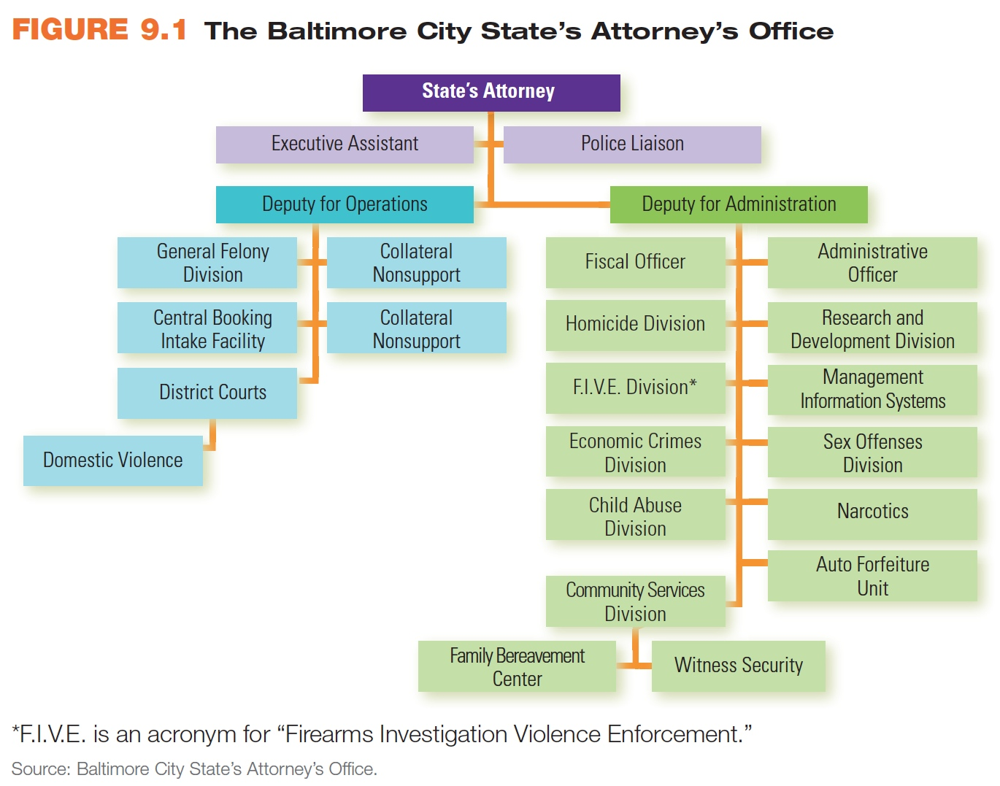 FIGURE 9.1 The Baltimore City State’s Attorney’s Office
State’s Attorney
Executive Assistant
Police Liaison
Deputy for Operations
Deputy for Administration
General Felony
Division
Collateral
Nonsupport
Central Booking
Intake Facility
Collateral
Nonsupport
District Courts
Domestic Violence
Fiscal Officer
Administrative
Officer
Homicide Division
Research and
Development Division
F.I.V.E. Division*
Management
Information Systems
Economic Crimes
Division
Sex Offenses
Division
Child Abuse
Division
Narcotics
Auto Forfeiture
Unit
Community Services
Division
Family Bereavement
Center
Witness Security
*F.I.V.E. is an acronym for “Firearms Investigation Violence Enforcement.”
Source: Baltimore City State’s Attorney’s Office.